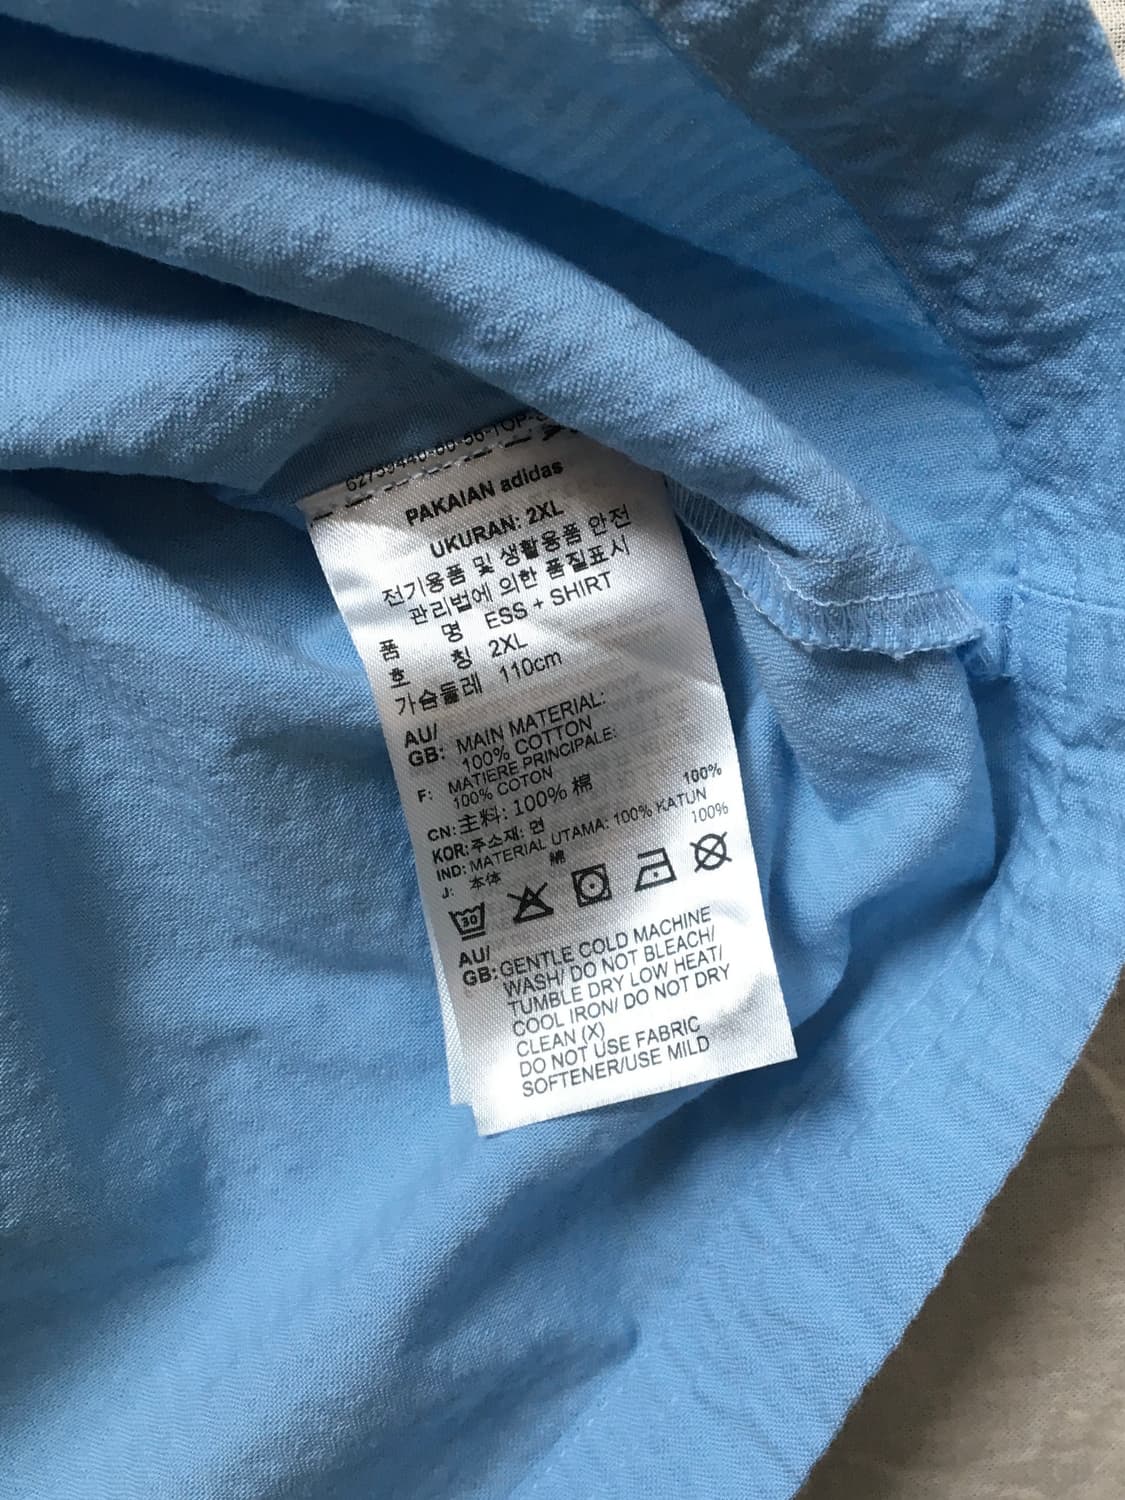 62759440-60-56-TOP-
PAKAIAN adidas
UKURAN: 2XL
전기용품 및 생활용품 안전
관리법에 의한 품질표시
품 명 ESS + SHIRT
호 칭 2XL
가슴둘레 110cm
AU/
GB: MAIN MATERIAL:
100% COTTON
F: MATIERE PRINCIPALE:
100% COTON
CN: 主料: 100% 棉
KOR: 주소재: 면 100%
IND: MATERIAL UTAMA: 100% KATUN
J: 本体 綿 100%
30
AU/
GB: GENTLE COLD MACHINE
WASH/ DO NOT BLEACH/
TUMBLE DRY LOW HEAT/
COOL IRON/ DO NOT DRY
CLEAN (X)
DO NOT USE FABRIC
SOFTENER/USE MILD